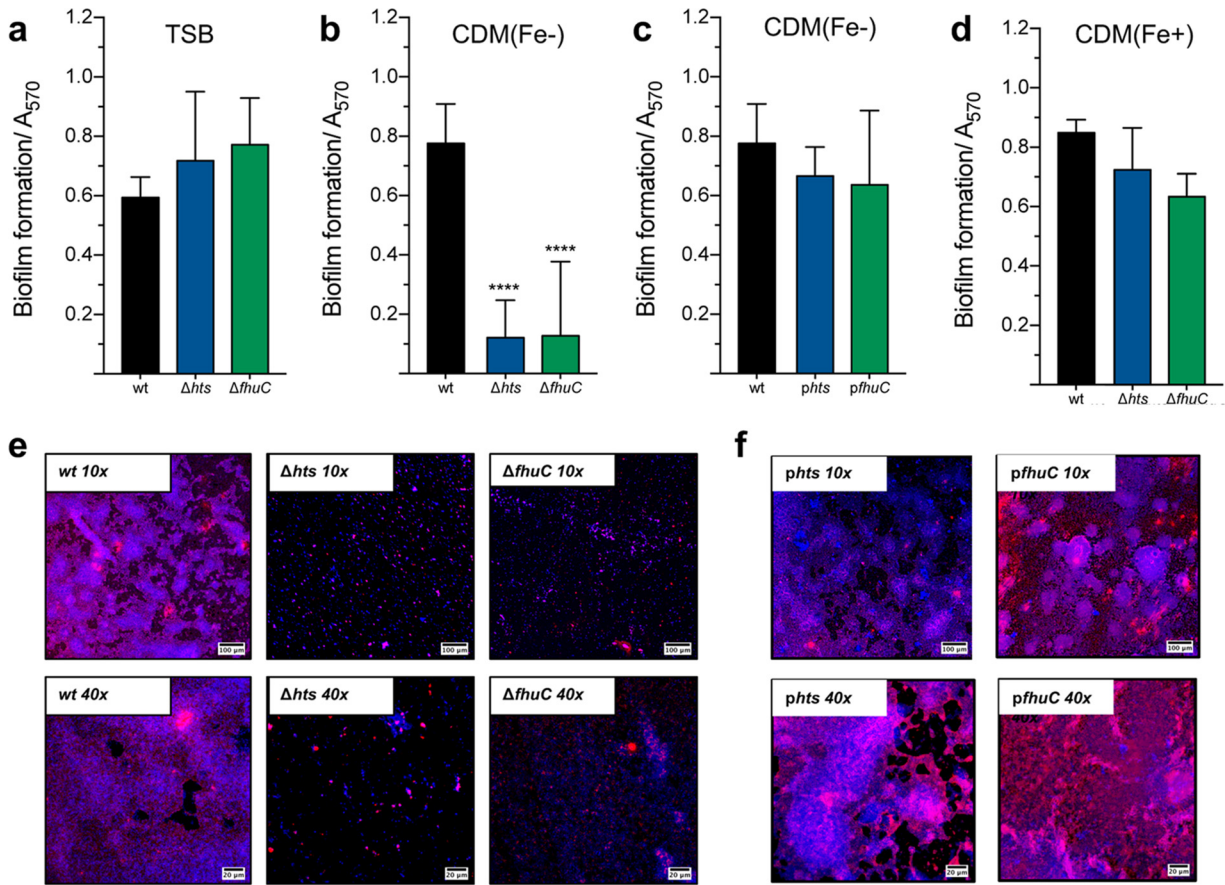 a
TSB
Biofilm formation/ A570
1.2
1.0
0.8
0.6
0.4
0.2
wt
Δhts
ΔfhuC
b
CDM(Fe-)
Biofilm formation/ A570
1.2
1.0
0.8
0.6
0.4
0.2
****
****
wt
Δhts
ΔfhuC
c
CDM(Fe-)
Biofilm formation/ A570
1.2
1.0
0.8
0.6
0.4
0.2
wt
phts
pfhuC
d
CDM(Fe+)
Biofilm formation/ A570
1.2
1.0
0.8
0.6
0.4
0.2
wt
Δhts
ΔfhuC
e
wt 10x
100 µm
Δhts 10x
100 µm
ΔfhuC 10x
100 µm
wt 40x
20 µm
Δhts 40x
20 µm
ΔfhuC 40x
20 µm
f
phts 10x
100 µm
pfhuC 10x
100 µm
phts 40x
20 µm
pfhuC 40x
40x
20 µm